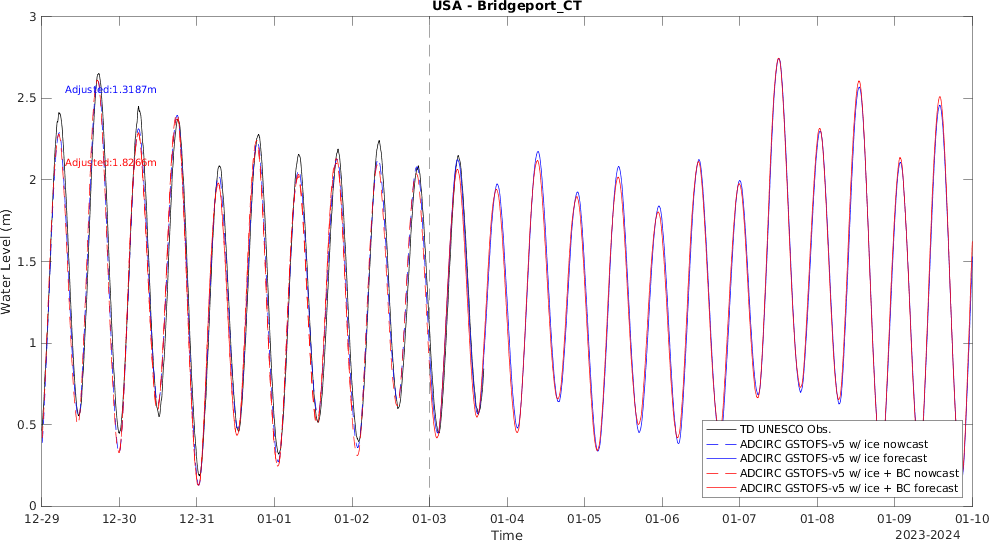 USA - Bridgeport_CT
3
2.5
2
1.5
1
0.5
0
Water Level (m)
Adjusted:1.3187m
Adjusted:1.8266m
TD UNESCO Obs.
ADCIRC GSTOFS-v5 w/ ice nowcast
ADCIRC GSTOFS-v5 w/ ice forecast
ADCIRC GSTOFS-v5 w/ ice + BC nowcast
ADCIRC GSTOFS-v5 w/ ice + BC forecast
12-29 12-30 12-31 01-01 01-02 01-03 01-04 01-05 01-06 01-07 01-08 01-09 01-10
Time
2023-2024